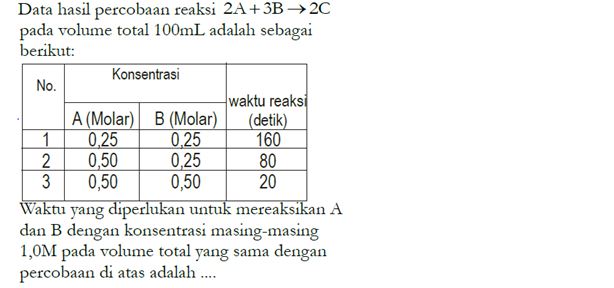 Data hasil percobaan reaksi 2A+3B→2C
pada volume total 100mL adalah sebagai
berikut:
No. Konsentrasi waktu reaksi (detik)
A (Molar) B (Molar)
1 0,25 0,25 160
2 0,50 0,25 80
3 0,50 0,50 20
Waktu yang diperlukan untuk mereaksikan A
dan B dengan konsentrasi masing-masing
1,0M pada volume total yang sama dengan
percobaan di atas adalah ....